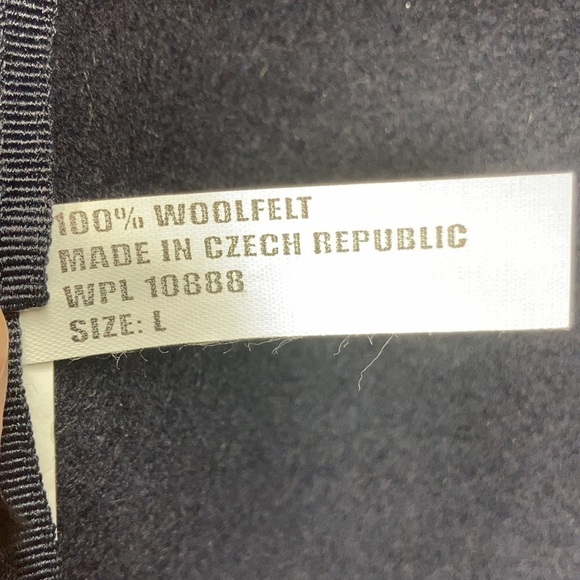 100% WOOLFELT
MADE IN CZECH REPUBLIC
WPL 10888
SIZE: L